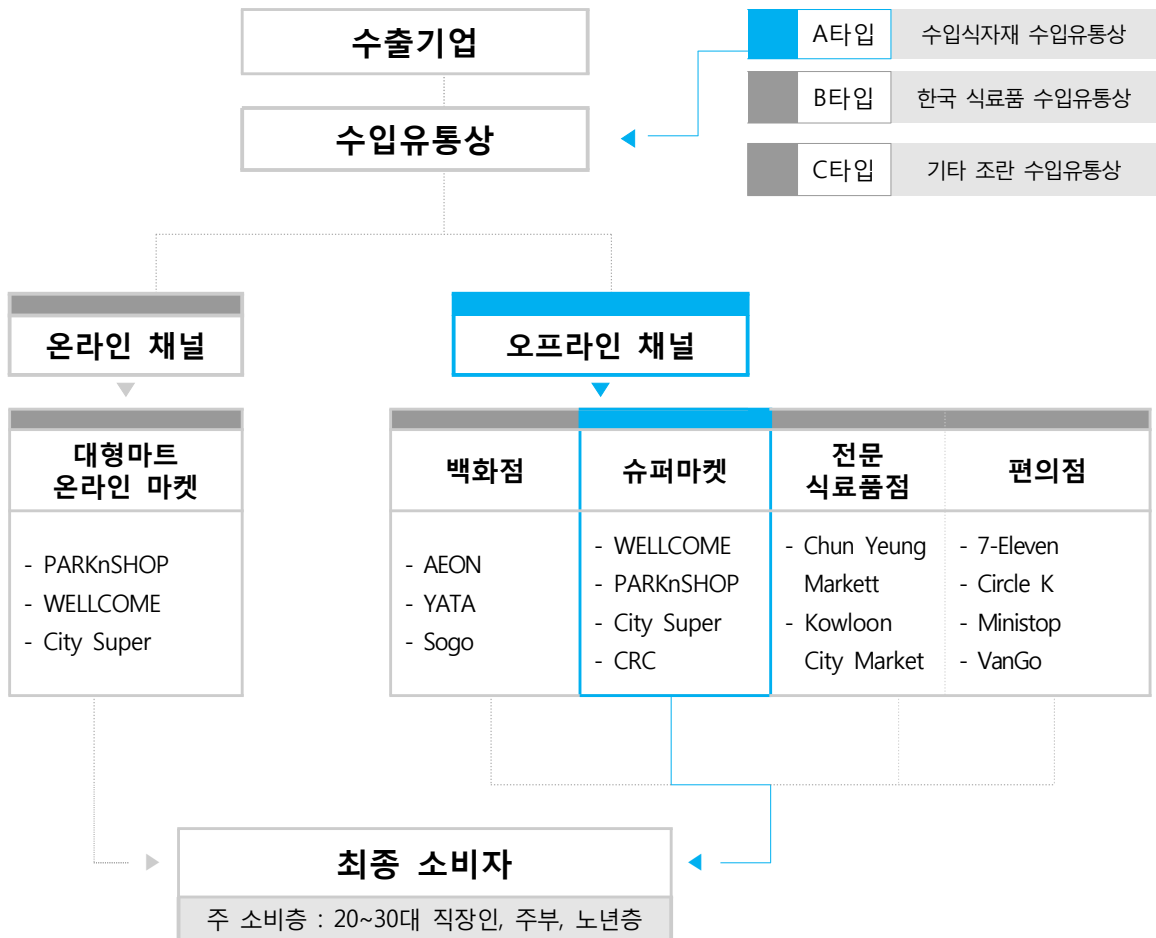 수출기업
수입유통상
A타입 수입식자재 수입유통상
B타입 한국 식료품 수입유통상
C타입 기타 조란 수입유통상
온라인 채널
오프라인 채널
대형마트
온라인 마켓
- PARKnSHOP
- WELLCOME
- City Super
백화점
- AEON
- YATA
- Sogo
슈퍼마켓
- WELLCOME
- PARKnSHOP
- City Super
- CRC
전문
식료품점
- Chun Yeung
Markett
- Kowloon
City Market
편의점
- 7-Eleven
- Circle K
- Ministop
- VanGo
최종 소비자
주 소비층 : 20~30대 직장인, 주부, 노년층